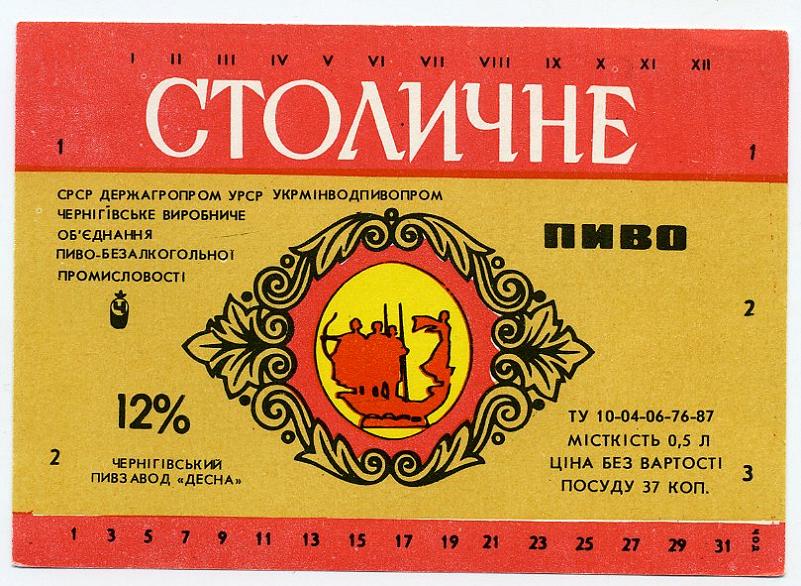 I II III IV V VI VII VIII IX X XI XII
СТОЛИЧНЕ
1
1
СРСР ДЕРЖАГРОПРОМ УРСР УКРМІНВОДПИВОПРОМ
ЧЕРНІГІВСЬКЕ ВИРОБНИЧЕ
ОБ'ЄДНАННЯ
ПИВО-БЕЗАЛКОГОЛЬНОЇ
ПРОМИСЛОВОСТІ
Ч
ПИВО
2
12%
2
ЧЕРНІГІВСЬКИЙ
ПИВЗАВОД «ДЕСНА»
ТУ 10-04-06-76-87
МІСТКІСТЬ 0,5 Л
ЦІНА БЕЗ ВАРТОСТІ
ПОСУДУ 37 КОП.
3
1 3 5 7 9 11 13 15 17 19 21 23 25 27 29 31